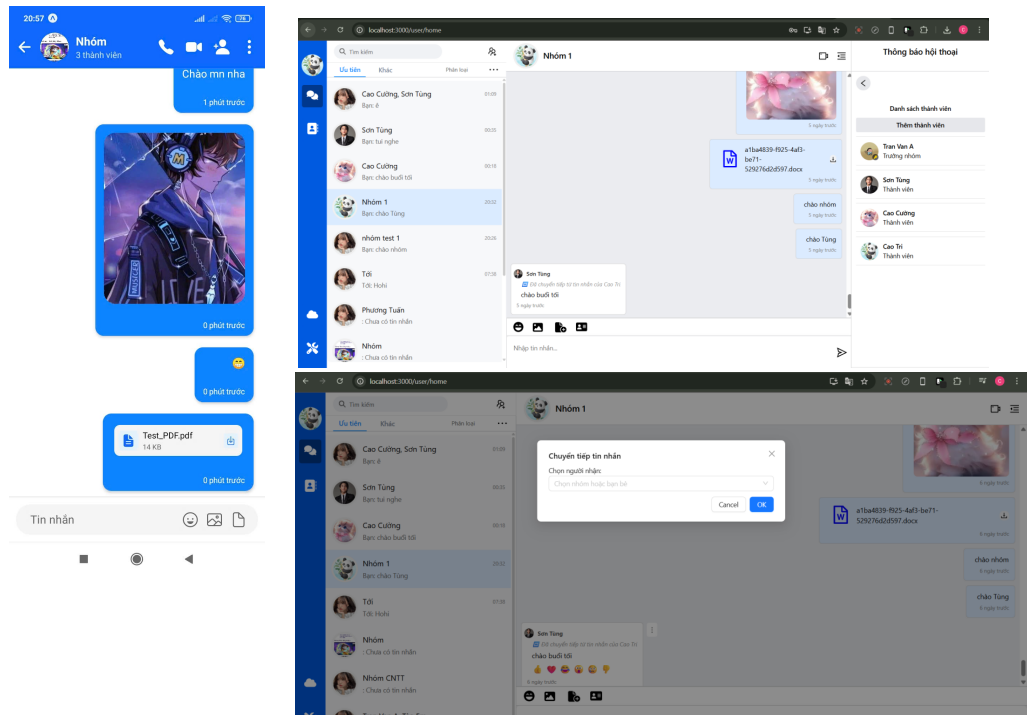 20:57
76
Nhóm
3 thành viên
Chào mn nha
1 phút trước
0 phút trước
0 phút trước
Test_PDF.pdf
14 KB
0 phút trước
Tin nhắn
localhost:3000/user/home
Tìm kiếm
Ưu tiên Khác Phân loại
Cao Cường, Sơn Tùng 01:09
Bạn: ê
Sơn Tùng 00:35
Bạn: tui nghe
Cao Cường 00:18
Bạn: chào buổi tối
Nhóm 1 20:32
Bạn: chào Tùng
nhóm test 1 20:26
Bạn: chào nhóm
Tới 07:38
Tới: Hohi
Phương Tuấn
: Chưa có tin nhắn
Nhóm
: Chưa có tin nhắn
Nhóm 1
5 ngày trước
a1ba4839-f925-4af3-
be71-
529276d2d597.docx
5 ngày trước
chào nhóm
5 ngày trước
chào Tùng
5 ngày trước
Sơn Tùng
Đã chuyển tiếp từ tin nhắn của Cao Trí
chào buổi tối
5 ngày trước
Nhập tin nhắn...
Thông báo hội thoại
Danh sách thành viên
Thêm thành viên
Tran Van A
Trưởng nhóm
Sơn Tùng
Thành viên
Cao Cường
Thành viên
Cao Trí
Thành viên
localhost:3000/user/home
Tìm kiếm
Ưu tiên Khác Phân loại
Cao Cường, Sơn Tùng 01:09
Bạn: ê
Sơn Tùng 00:35
Bạn: tui nghe
Cao Cường 00:18
Bạn: chào buổi tối
Nhóm 1 20:32
Bạn: chào Tùng
Tới 07:38
Tới: Hohi
Nhóm
: Chưa có tin nhắn
Nhóm CNTT
: Chưa có tin nhắn
Nhóm 1
Chuyển tiếp tin nhắn
Chọn người nhận:
Chọn nhóm hoặc bạn bè
Cancel OK
5 ngày trước
a1ba4839-f925-4af3-be71-
529276d2d597.docx
5 ngày trước
chào nhóm
5 ngày trước
chào Tùng
5 ngày trước
Sơn Tùng
Đã chuyển tiếp từ tin nhắn của Cao Trí
chào buổi tối
5 ngày trước